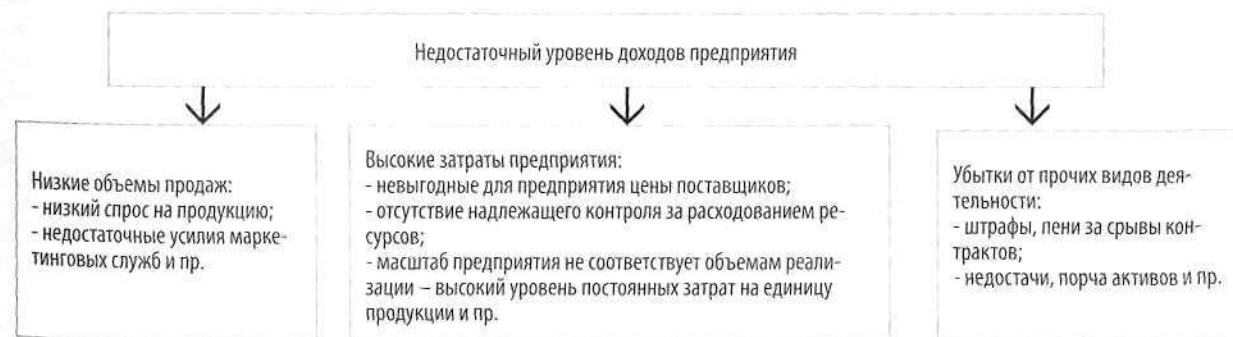 Недостаточный уровень доходов предприятия
Низкие объемы продаж:
- низкий спрос на продукцию;
- недостаточные усилия марке-
тинговых служб и пр.
Высокие затраты предприятия:
- невыгодные для предприятия цены поставщиков;
- отсутствие надлежащего контроля за расходованием ре-
сурсов;
- масштаб предприятия не соответствует объемам реали-
зации – высокий уровень постоянных затрат на единицу
продукции и пр.
Убытки от прочих видов дея-
тельности:
- штрафы, пени за срывы кон-
трактов;
- недостачи, порча активов и пр.